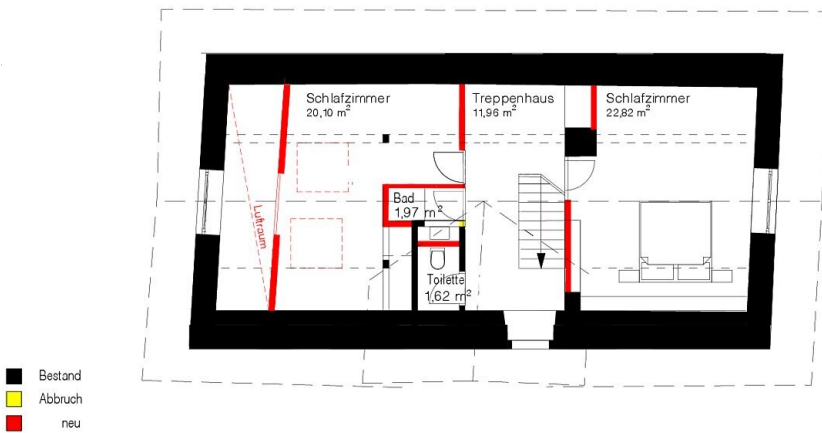 Schlafzimmer
20,10 m²
Treppenhaus
11,96 m²
Schlafzimmer
22,82 m²
Bad
1,97 m²
Luftraum
Toilette
1,62 m²
Bestand
Abbruch
neu